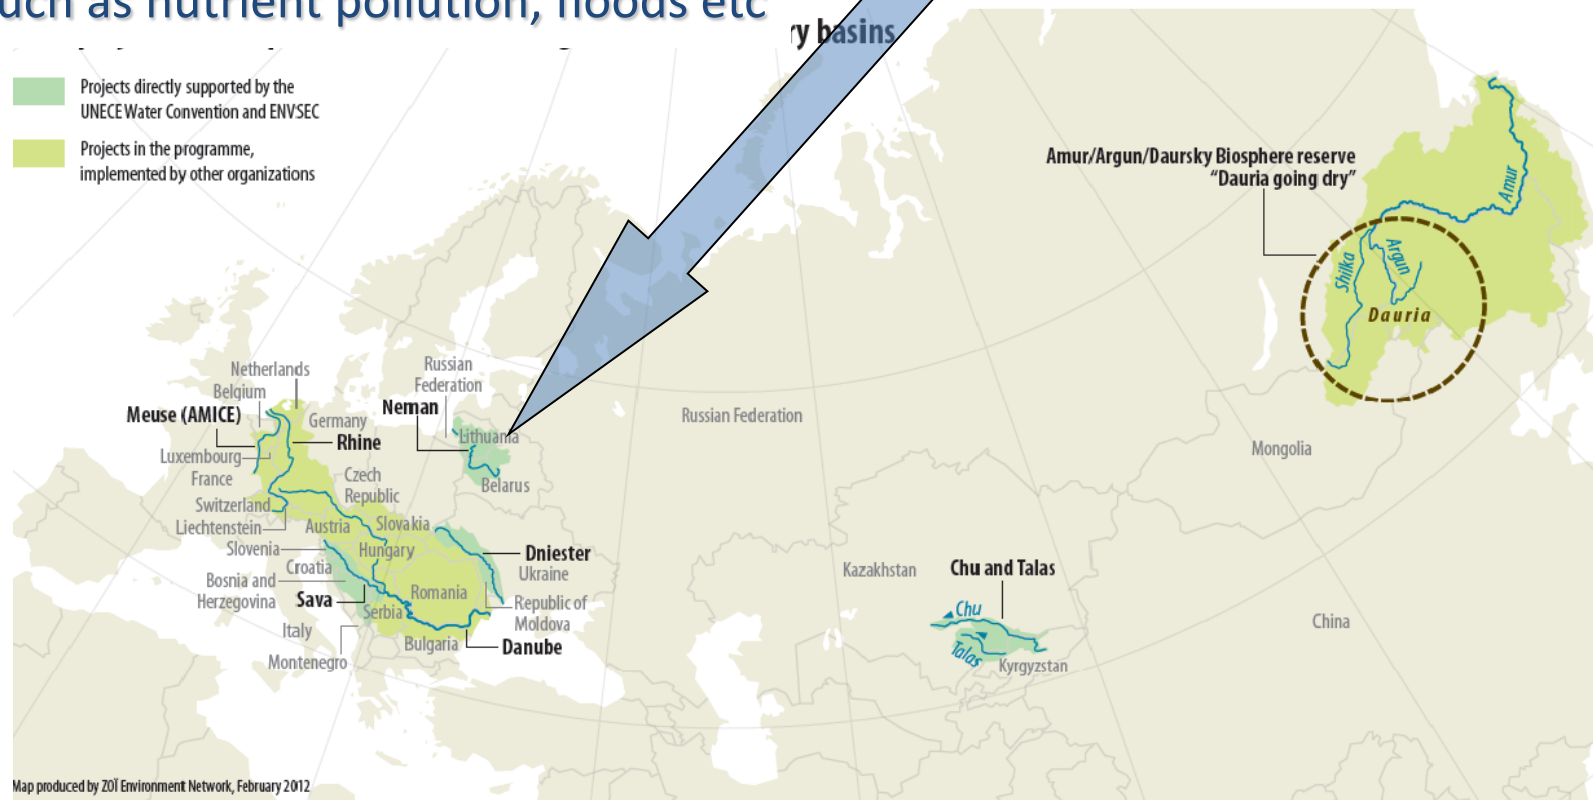 such as nutrient pollution, floods etc
ry basins
Projects directly supported by the
UNECE Water Convention and ENVSEC
Projects in the programme,
implemented by other organizations
Amur/Argun/Daursky Biosphere reserve
“Dauria going dry”
Amur
Argun
Shilka
Dauria
Netherlands
Belgium
Meuse (AMICE)
Germany
Rhine
Luxembourg
France
Czech
Republic
Switzerland
Liechtenstein
Austria
Slovakia
Slovenia
Hungary
Croatia
Bosnia and
Herzegovina
Sava
Serbia
Romania
Italy
Montenegro
Bulgaria
Danube
Russian
Federation
Neman
Lithuania
Belarus
Dniester
Ukraine
Republic of
Moldova
Russian Federation
Mongolia
Kazakhstan
Chu and Talas
Chu
Talas
Kyrgyzstan
China
Map produced by ZOÏ Environment Network, February 2012